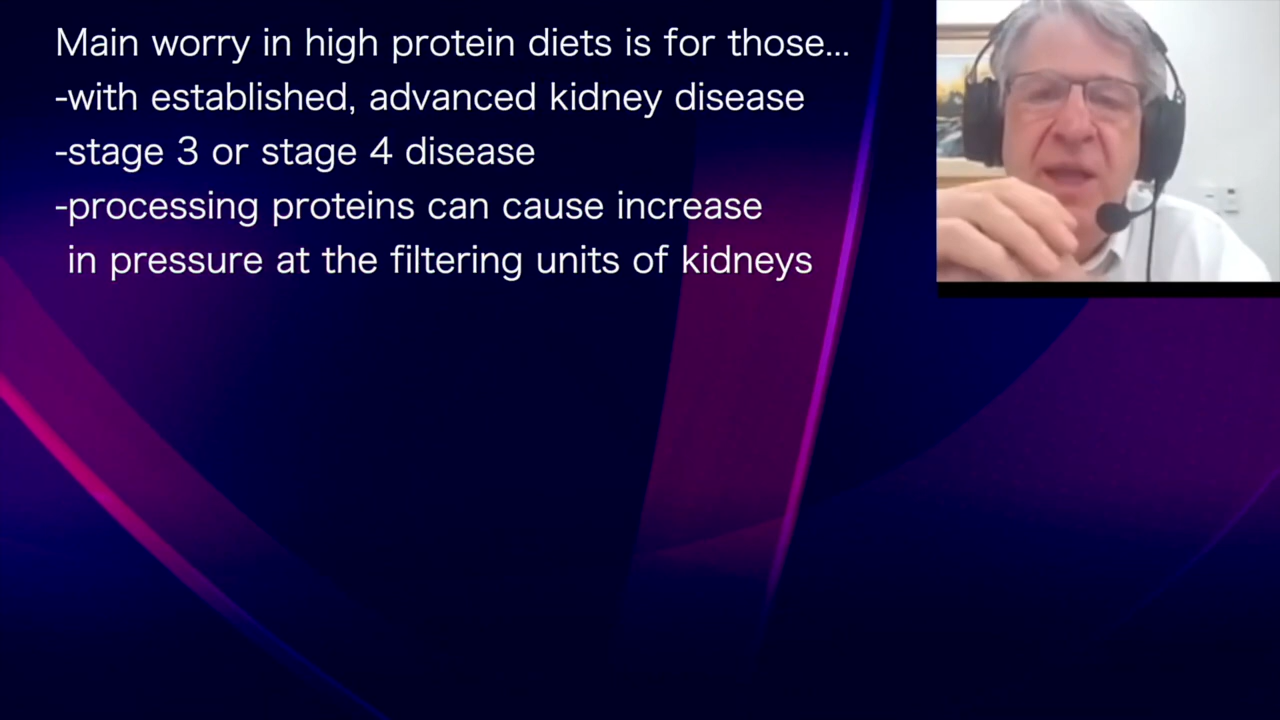 Main worry in high protein diets is for those...
-with established, advanced kidney disease
-stage 3 or stage 4 disease
-processing proteins can cause increase
in pressure at the filtering units of kidneys